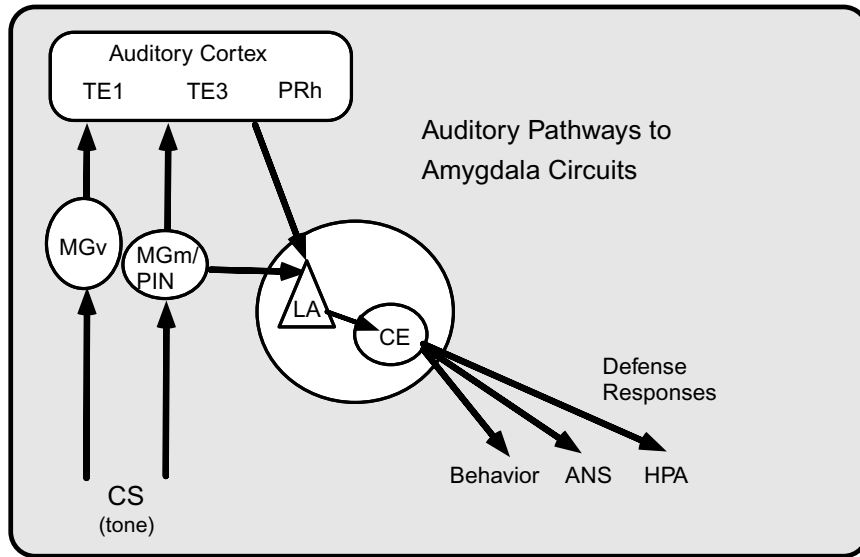 Auditory Cortex
TE1 TE3 PRh
Auditory Pathways to
Amygdala Circuits
MGv
MGm/
PIN
LA
CE
Defense
Responses
Behavior ANS HPA
CS
(tone)